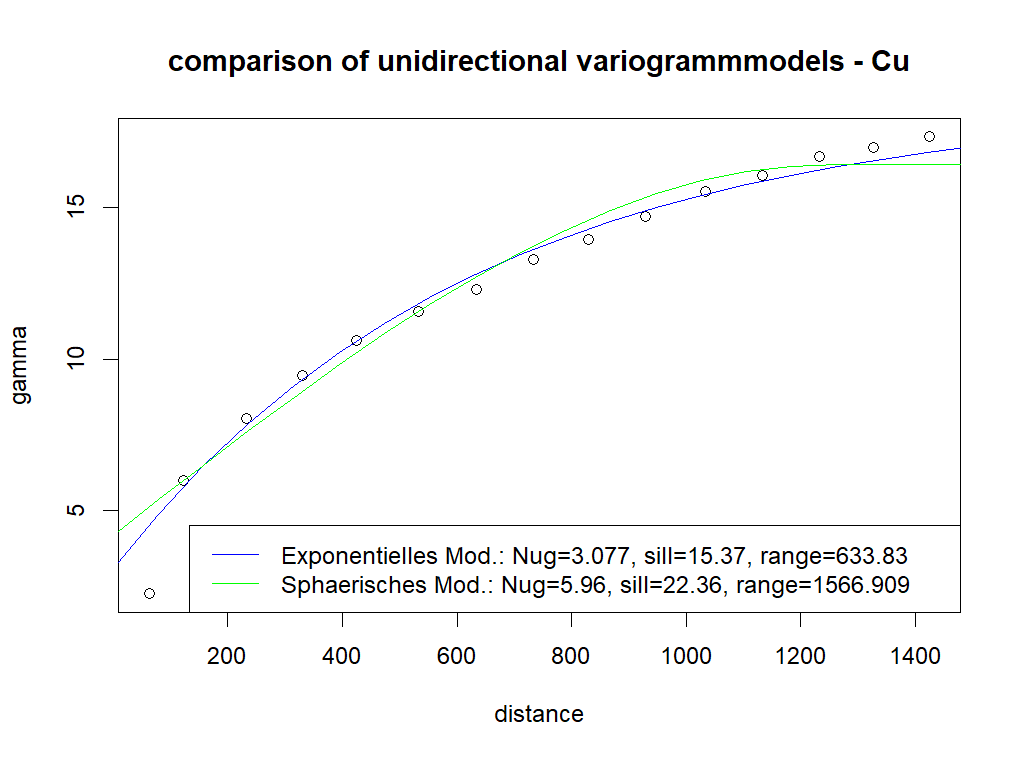 comparison of unidirectional variogrammmodels - Cu
gamma
15
10
5
Exponentielles Mod.: Nug=3.077, sill=15.37, range=633.83
Sphaerisches Mod.: Nug=5.96, sill=22.36, range=1566.909
200 400 600 800 1000 1200 1400
distance